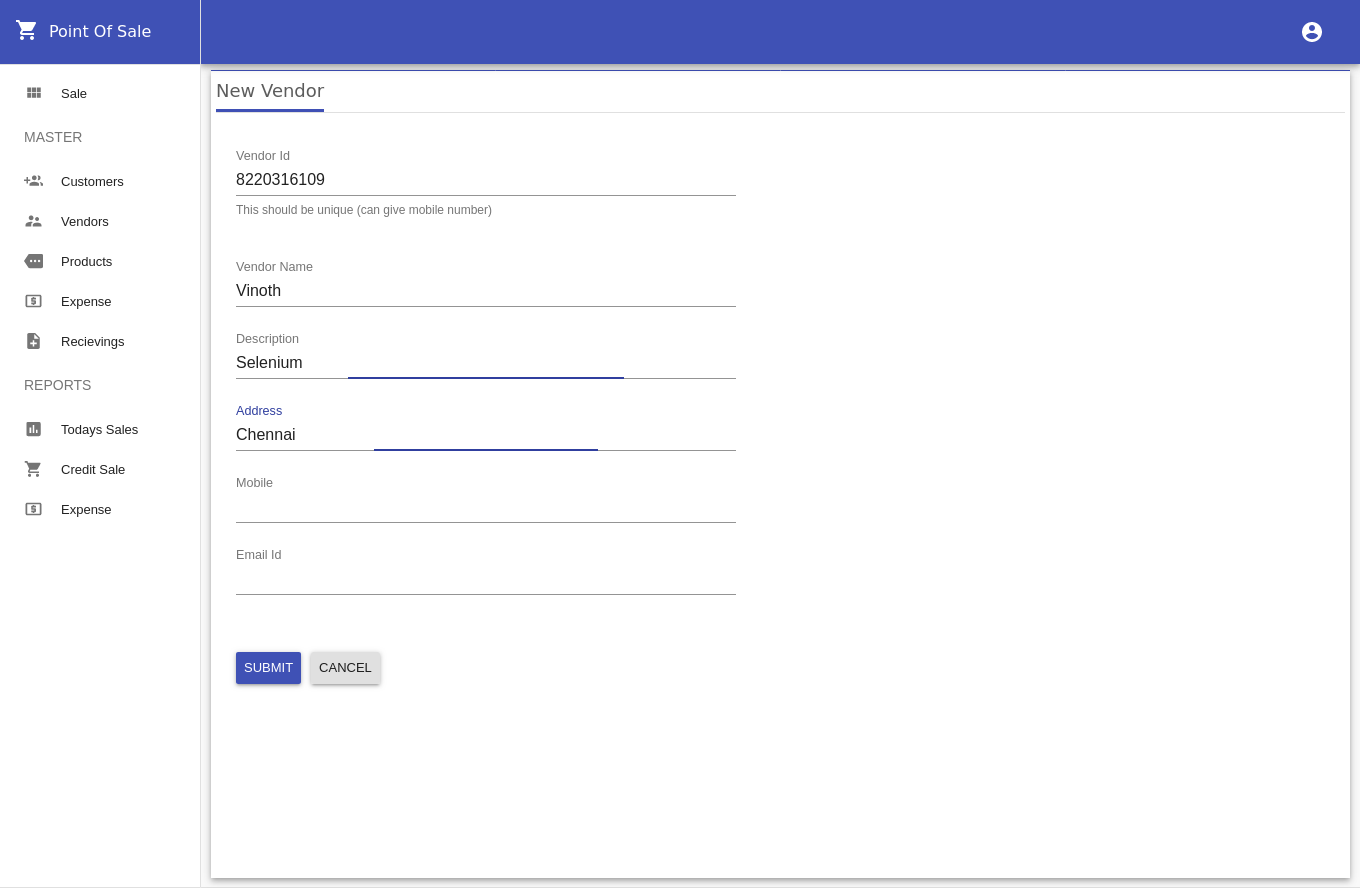 Point Of Sale
Sale
MASTER
Customers
Vendors
Products
Expense
Recievings
REPORTS
Todays Sales
Credit Sale
Expense
New Vendor
Vendor Id
8220316109
This should be unique (can give mobile number)
Vendor Name
Vinoth
Description
Selenium
Address
Chennai
Mobile
Email Id
SUBMIT CANCEL